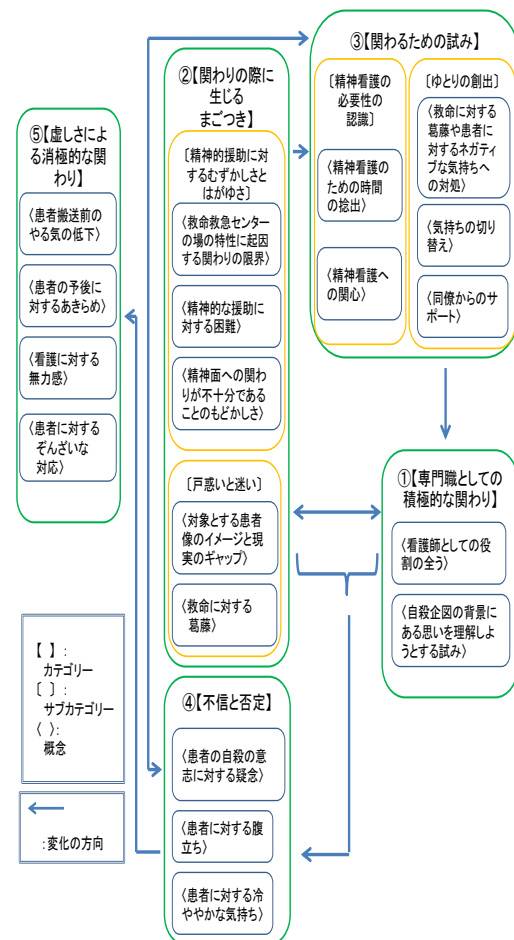 ③【関わるための試み】
〔精神看護の
必要性の
認識〕
〈精神看護の
ための時間
の捻出〉
〈精神看護への
関心〉
〔ゆとりの創出〕
〈救命に対する
葛藤や患者に
対するネガティ
ブな気持ちへ
の対処〉
〈気持ちの切り
替え〉
〈同僚からのサ
ポート〉
②【関わりの際に
生じる
まごつき】
〔精神的援助に対
するむずかしさと
はがゆさ〕
〈救命救急センター
の場の特性に起因
する関わりの限界〉
〈精神的な援助
に対する困難〉
〈精神面への関わ
りが不十分である
ことのもどかしさ〉
〔戸惑いと迷い〕
〈対象とする患者
像のイメージと現
実のギャップ〉
〈救命に対する
葛藤〉
⑤【虚しさによ
る消極的な関
わり】
〈患者搬送前の
やる気の低下〉
〈患者の予後に
対するあきらめ〉
〈看護に対する
無力感〉
〈患者に対する
ぞんざいな
対応〉
①【専門職としての
積極的な関わり】
〈看護師としての役
割の全う〉
〈自殺企図の背景に
ある思いを理解しよ
うとする試み〉
④【不信と否定】
〈患者の自殺の意
志に対する疑念〉
〈患者に対する腹
立ち〉
〈患者に対する冷
ややかな気持ち〉
【 】:
カテゴリー
〔 〕:
サブカテゴリー
〈 〉:
概念
:変化の方向